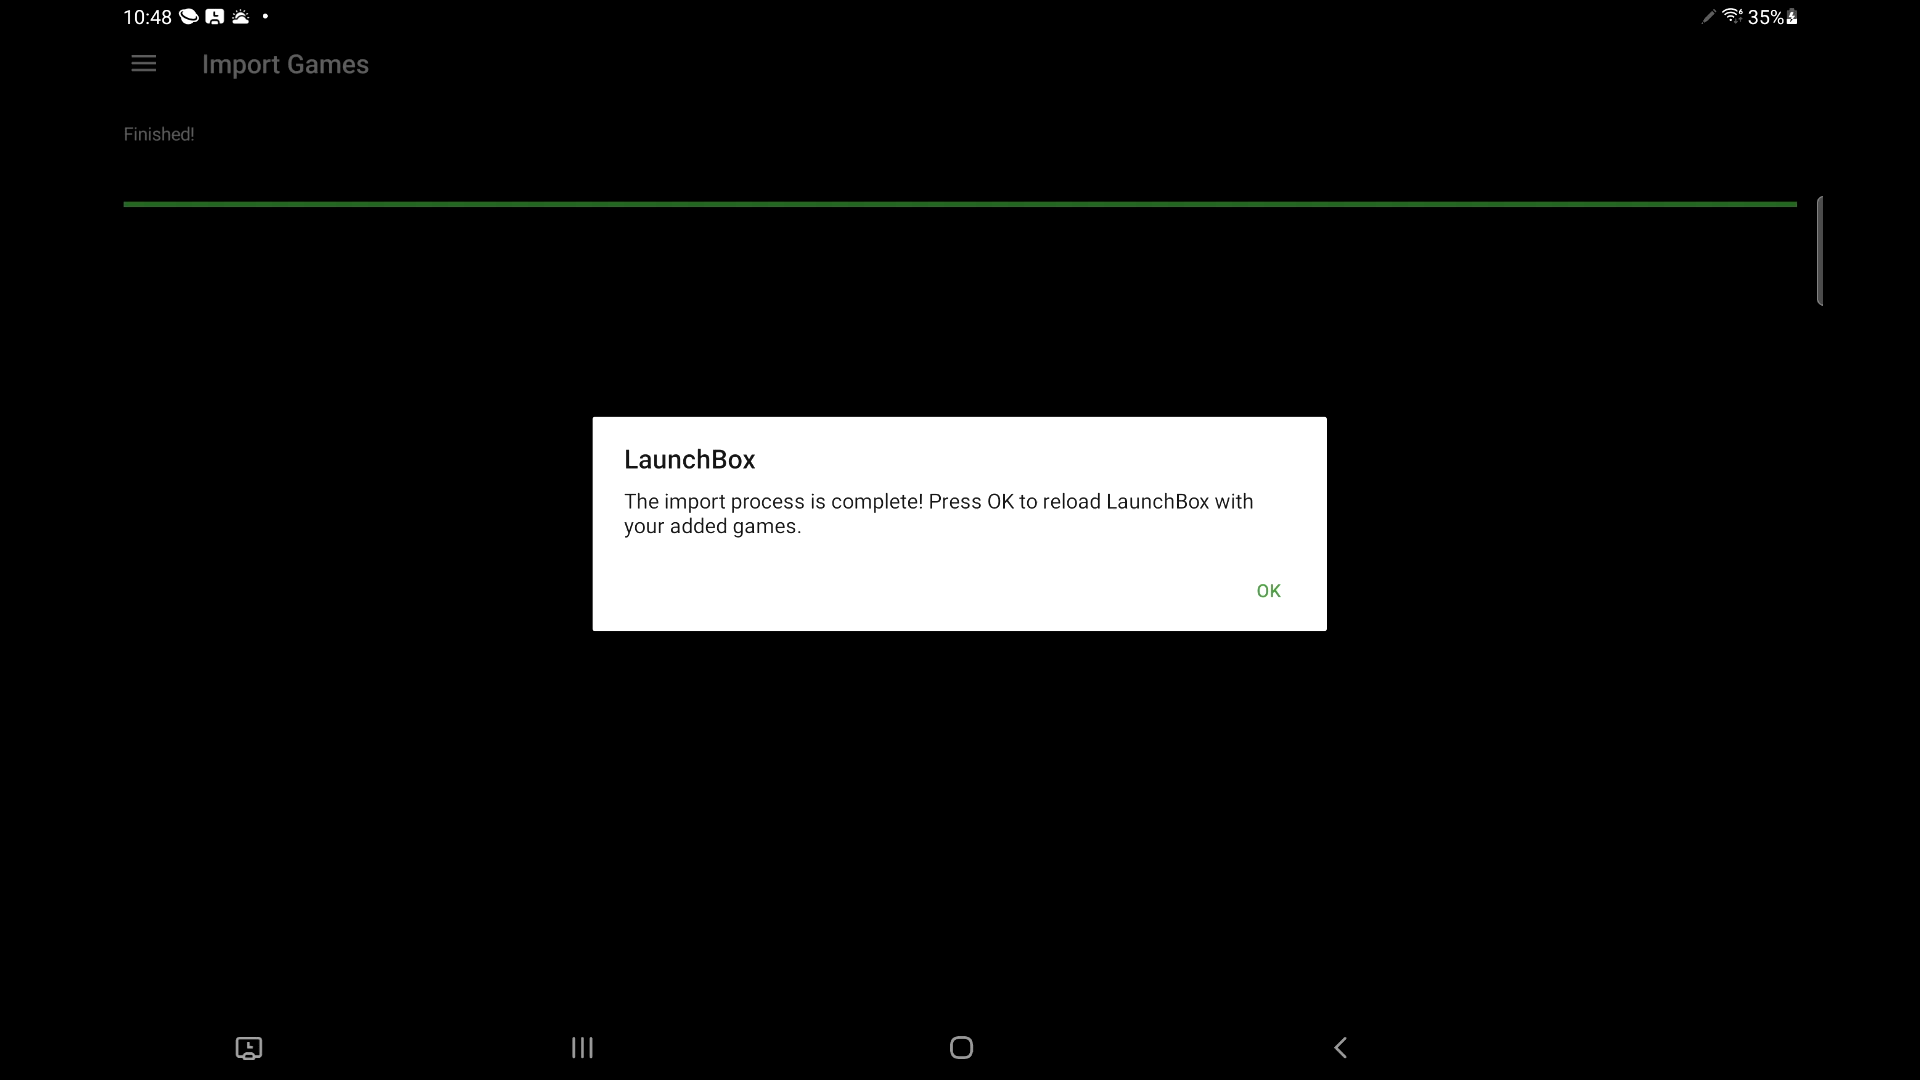 10:48
35%
Import Games
Finished!
LaunchBox
The import process is complete! Press OK to reload LaunchBox with
your added games.
OK